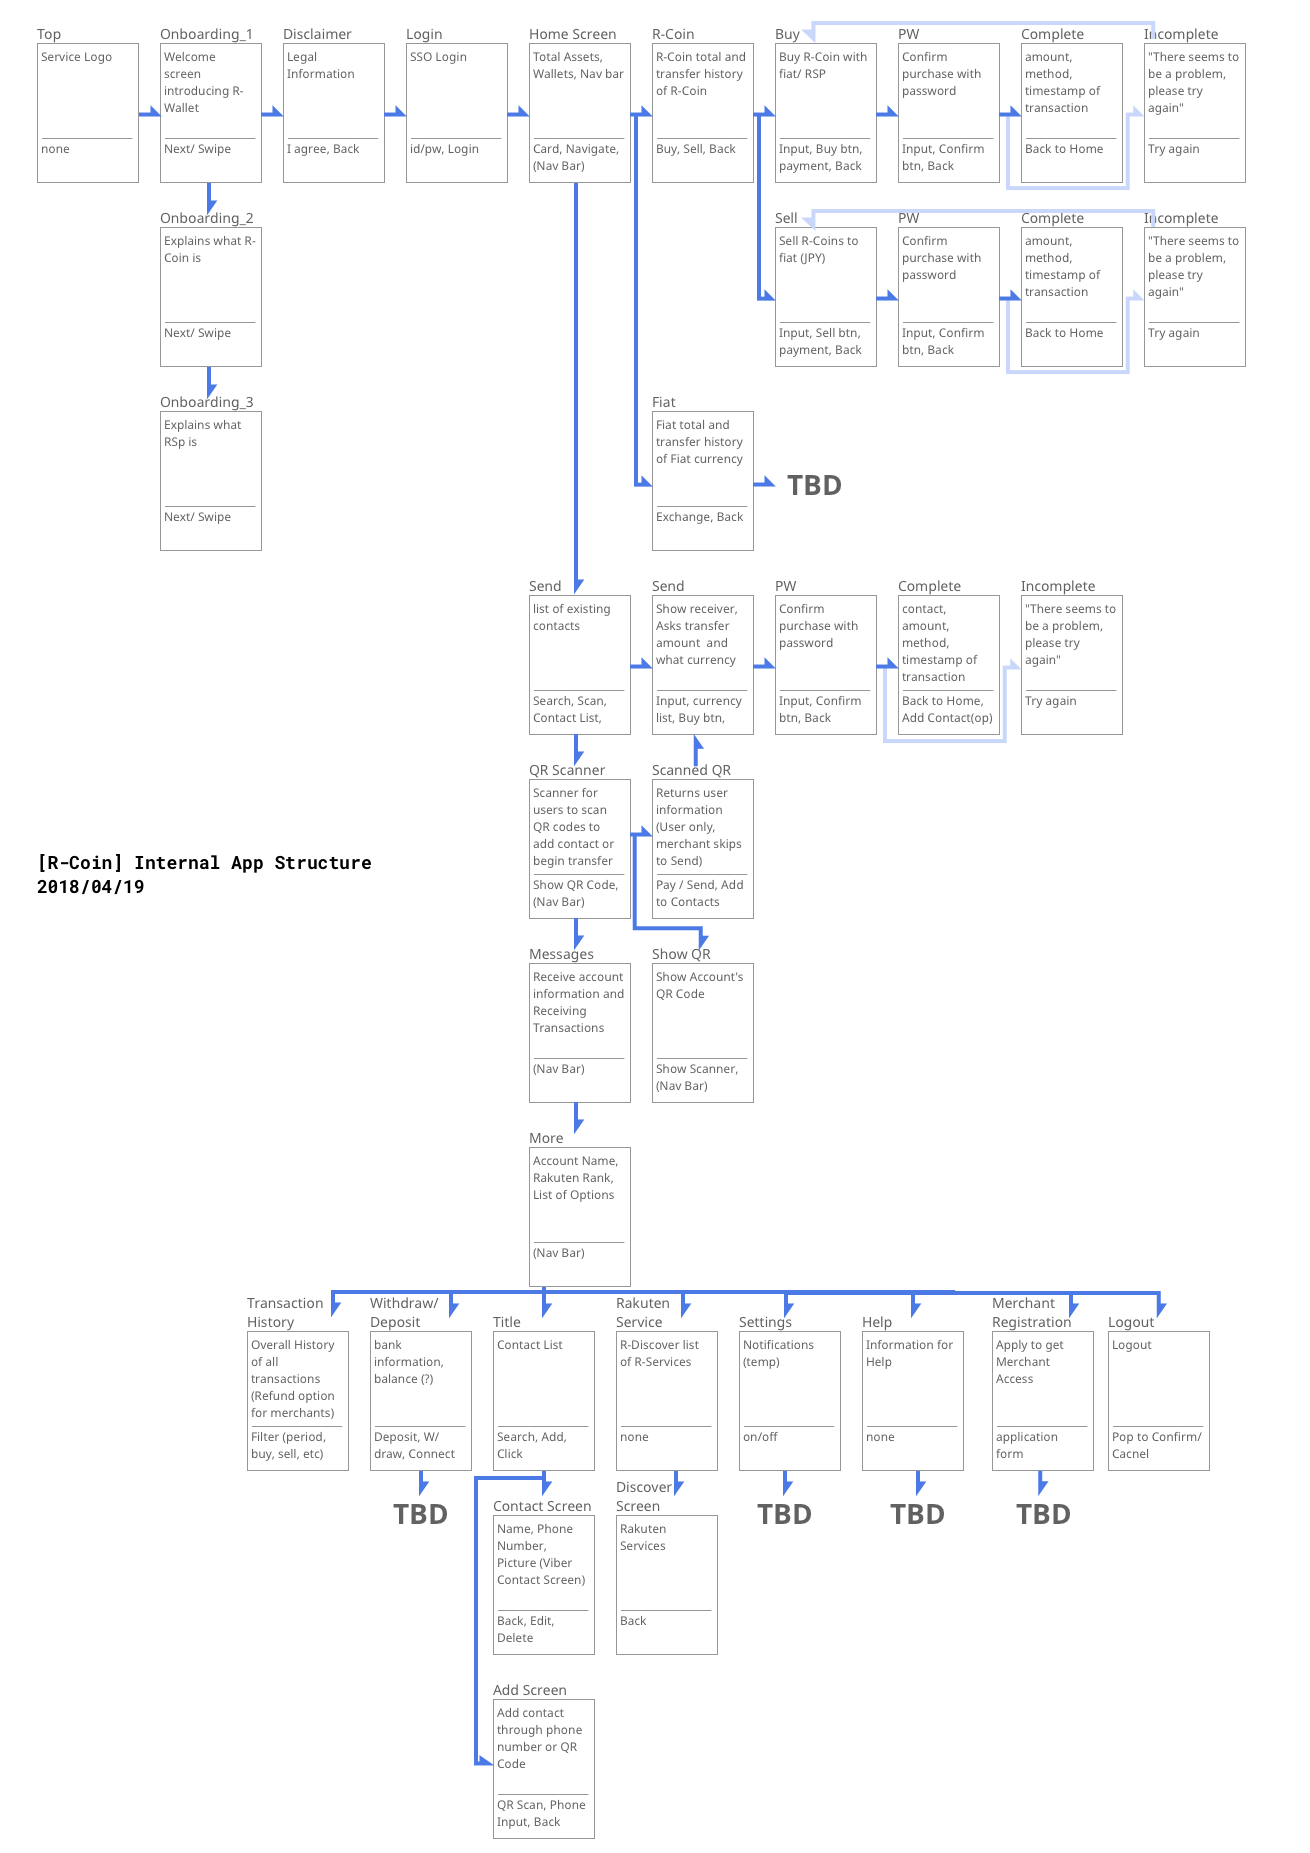 Top
Service Logo
none
Onboarding_1
Welcome
screen
introducing R-
Wallet
Next/ Swipe
Disclaimer
Legal
Information
I agree, Back
Login
SSO Login
id/pw, Login
Home Screen
Total Assets,
Wallets, Nav bar
Card, Navigate,
(Nav Bar)
R-Coin
R-Coin total and
transfer history
of R-Coin
Buy, Sell, Back
Buy
Buy R-Coin with
fiat/ RSP
Input, Buy btn,
payment, Back
PW
Confirm
purchase with
password
Input, Confirm
btn, Back
Complete
amount,
method,
timestamp of
transaction
Back to Home
Incomplete
"There seems to
be a problem,
please try
again"
Try again
Onboarding_2
Explains what R-
Coin is
Next/ Swipe
Sell
Sell R-Coins to
fiat (JPY)
Input, Sell btn,
payment, Back
PW
Confirm
purchase with
password
Input, Confirm
btn, Back
Complete
amount,
method,
timestamp of
transaction
Back to Home
Incomplete
"There seems to
be a problem,
please try
again"
Try again
Onboarding_3
Explains what
RSp is
Next/ Swipe
Fiat
Fiat total and
transfer history
of Fiat currency
Exchange, Back
TBD
Send
list of existing
contacts
Search, Scan,
Contact List,
Send
Show receiver,
Asks transfer
amount  and
what currency
Input, currency
list, Buy btn,
PW
Confirm
purchase with
password
Input, Confirm
btn, Back
Complete
contact,
amount,
method,
timestamp of
transaction
Back to Home,
Add Contact(op)
Incomplete
"There seems to
be a problem,
please try
again"
Try again
QR Scanner
Scanner for
users to scan
QR codes to
add contact or
begin transfer
Show QR Code,
(Nav Bar)
Scanned QR
Returns user
information
(User only,
merchant skips
to Send)
Pay / Send, Add
to Contacts
[R-Coin] Internal App Structure
2018/04/19
Messages
Receive account
information and
Receiving
Transactions
(Nav Bar)
Show QR
Show Account's
QR Code
Show Scanner,
(Nav Bar)
More
Account Name,
Rakuten Rank,
List of Options
(Nav Bar)
Transaction
History
Overall History
of all
transactions
(Refund option
for merchants)
Filter (period,
buy, sell, etc)
Withdraw/
Deposit
bank
information,
balance (?)
Deposit, W/
draw, Connect
TBD
Title
Contact List
Search, Add,
Click
Rakuten
Service
R-Discover list
of R-Services
none
Settings
Notifications
(temp)
on/off
TBD
Help
Information for
Help
none
TBD
Merchant
Registration
Apply to get
Merchant
Access
application
form
TBD
Logout
Logout
Pop to Confirm/
Cacnel
Contact Screen
Name, Phone
Number,
Picture (Viber
Contact Screen)
Back, Edit,
Delete
Discover
Screen
Rakuten
Services
Back
Add Screen
Add contact
through phone
number or QR
Code
QR Scan, Phone
Input, Back